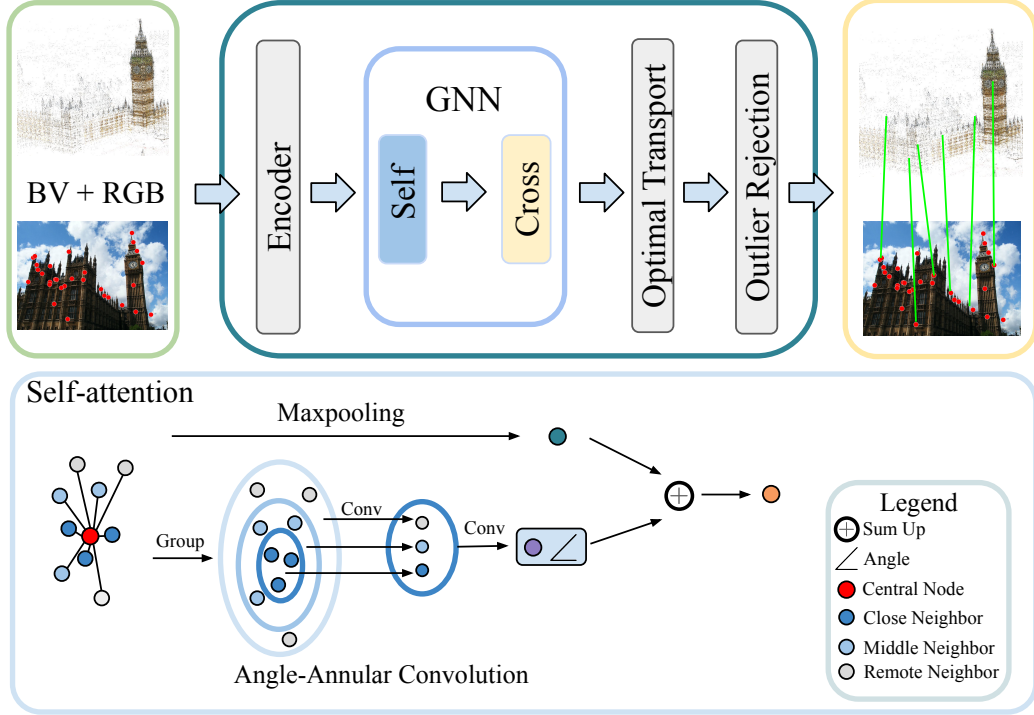 BV + RGB
Encoder
GNN
Self
Cross
Optimal Transport
Outlier Rejection
Self-attention
Maxpooling
Group
Conv
Conv
Angle-Annular Convolution
Legend
Sum Up
Angle
Central Node
Close Neighbor
Middle Neighbor
Remote Neighbor